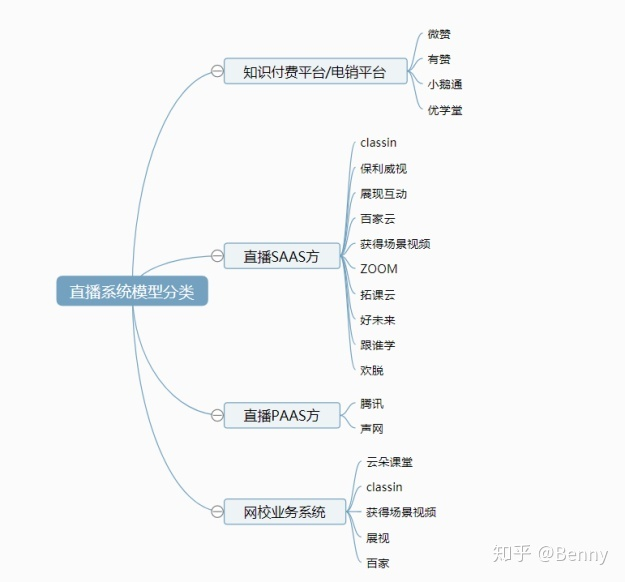 直播系统模型分类
知识付费平台/电销平台
微赞
有赞
小鹅通
优学堂
直播SAAS方
classin
保利威视
展现互动
百家云
获得场景视频
ZOOM
拓课云
好未来
跟谁学
欢脱
直播PAAS方
腾讯
声网
网校业务系统
云朵课堂
classin
获得场景视频
展视
百家
知乎 @Benny